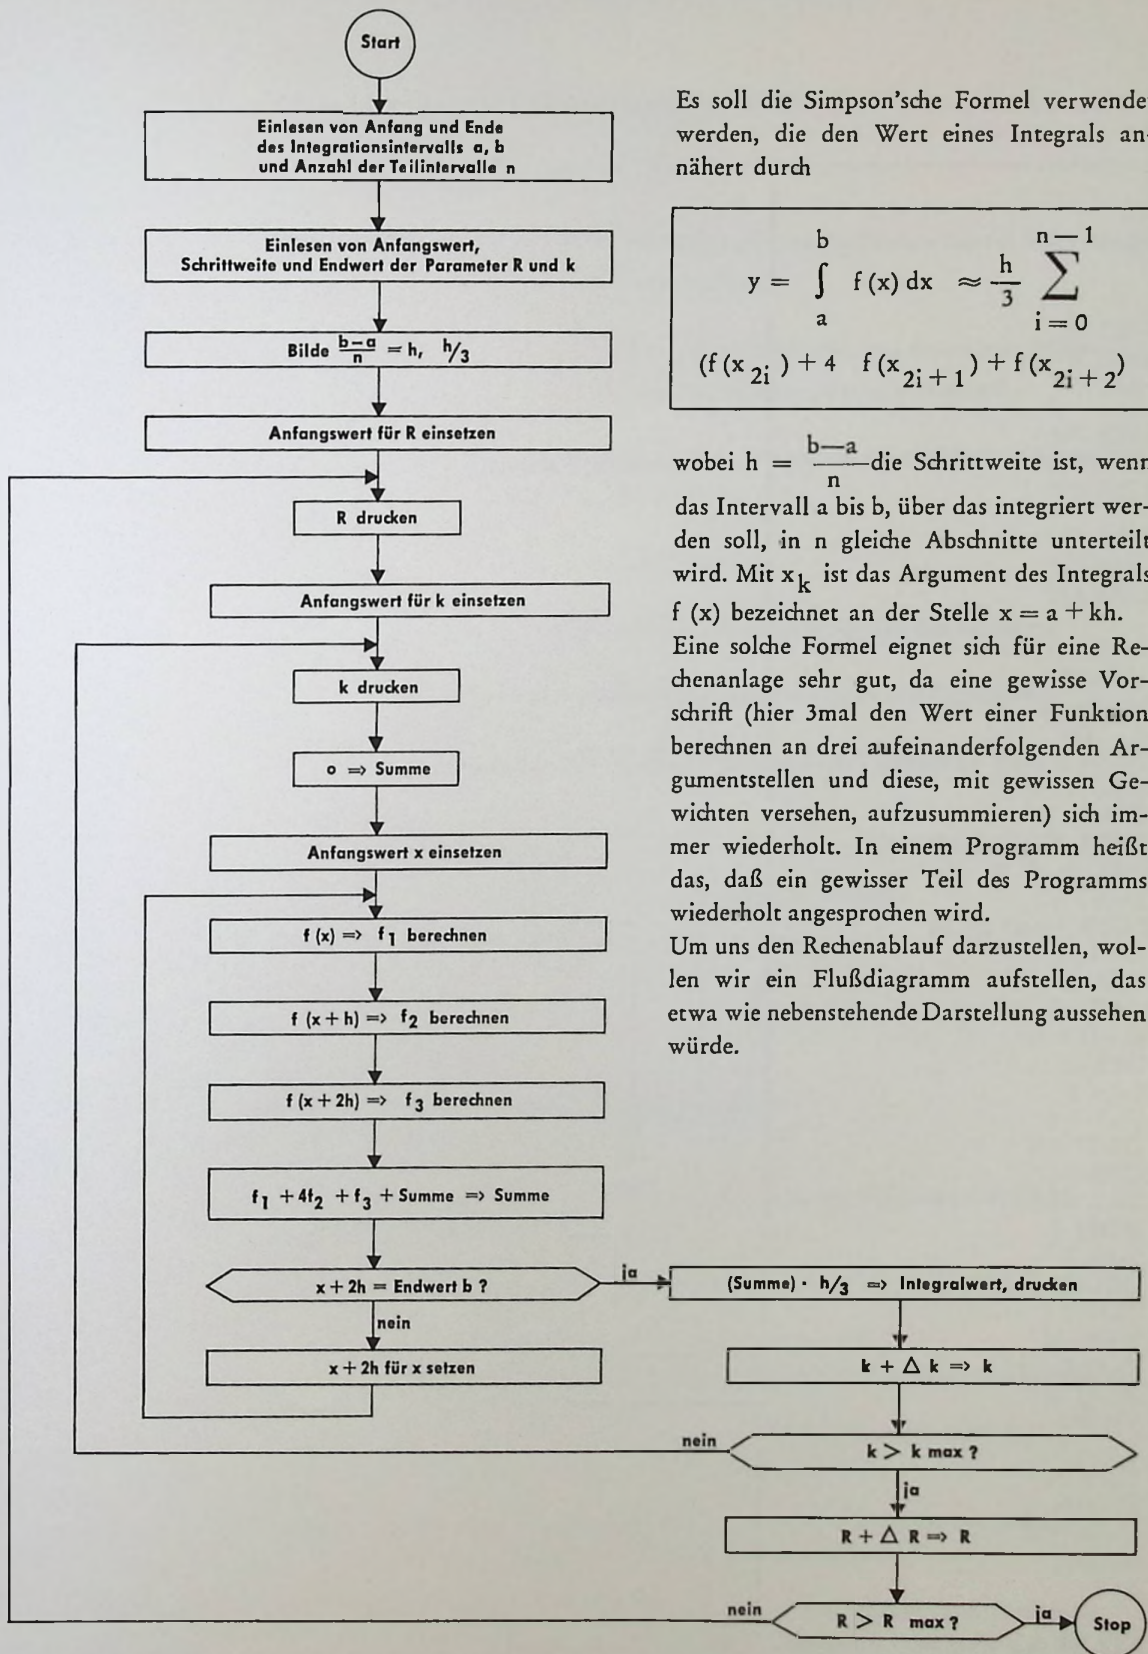 Start
Einlesen von Anfang und Ende
des Integrationsintervalls a, b
und Anzahl der Teilintervalle n
Einlesen von Anfangswert,
Schrittweite und Endwert der Parameter R und k
Bilde b−a/n = h, h/3
Anfangswert für R einsetzen
R drucken
Anfangswert für k einsetzen
k drucken
o => Summe
Anfangswert x einsetzen
f (x) => f1 berechnen
f (x + h) => f2 berechnen
f (x + 2h) => f3 berechnen
f1 + 4f2 + f3 + Summe => Summe
x + 2h = Endwert b ?
ja
nein
x + 2h für x setzen
(Summe) · h/3 => Integralwert, drucken
k + Δ k => k
nein
k > k max ?
ja
R + Δ R => R
nein
R > R max ?
ja
Stop
Es soll die Simpson'sche Formel verwende
werden, die den Wert eines Integrals an-
nähert durch
y = ∫ₐᵇ f (x) dx ≈ h/3 ∑ n — 1 i = 0
(f (x 2i ) + 4 f (x 2i + 1 ) + f (x 2i + 2 )
wobei h = b—a/n die Schrittweite ist, wenn
das Intervall a bis b, über das integriert wer-
den soll, in n gleiche Abschnitte unterteilt
wird. Mit xk ist das Argument des Integrals
f (x) bezeichnet an der Stelle x = a + kh.
Eine solche Formel eignet sich für eine Re-
chenanlage sehr gut, da eine gewisse Vor-
schrift (hier 3mal den Wert einer Funktion
berechnen an drei aufeinanderfolgenden Ar-
gumentstellen und diese, mit gewissen Ge-
wichten versehen, aufzusummieren) sich im-
mer wiederholt. In einem Programm heißt
das, daß ein gewisser Teil des Programms
wiederholt angesprochen wird.
Um uns den Rechenablauf darzustellen, wol-
len wir ein Flußdiagramm aufstellen, das
etwa wie nebenstehende Darstellung aussehen
würde.